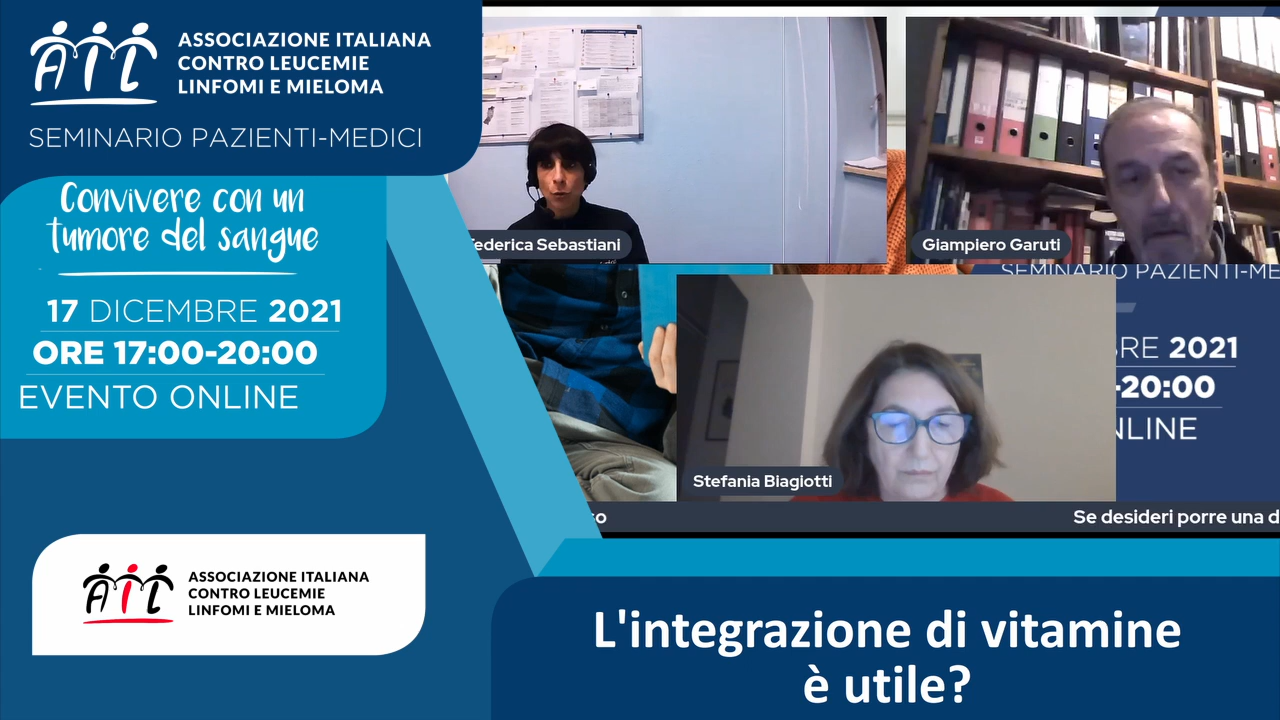 AIL
ASSOCIAZIONE ITALIANA
CONTRO LEUCEMIE
LINFOMI E MIELOMA
SEMINARIO PAZIENTI-MEDICI
Convivere con un
tumore del sangue
17 DICEMBRE 2021
ORE 17:00-20:00
EVENTO ONLINE
Federica Sebastiani
Giampiero Garuti
SEMINARIO PAZIENTI-ME
BRE 2021
-20:00
NLINE
Stefania Biagiotti
co
Se desideri porre una d
AIL
ASSOCIAZIONE ITALIANA
CONTRO LEUCEMIE
LINFOMI E MIELOMA
L'integrazione di vitamine
è utile?